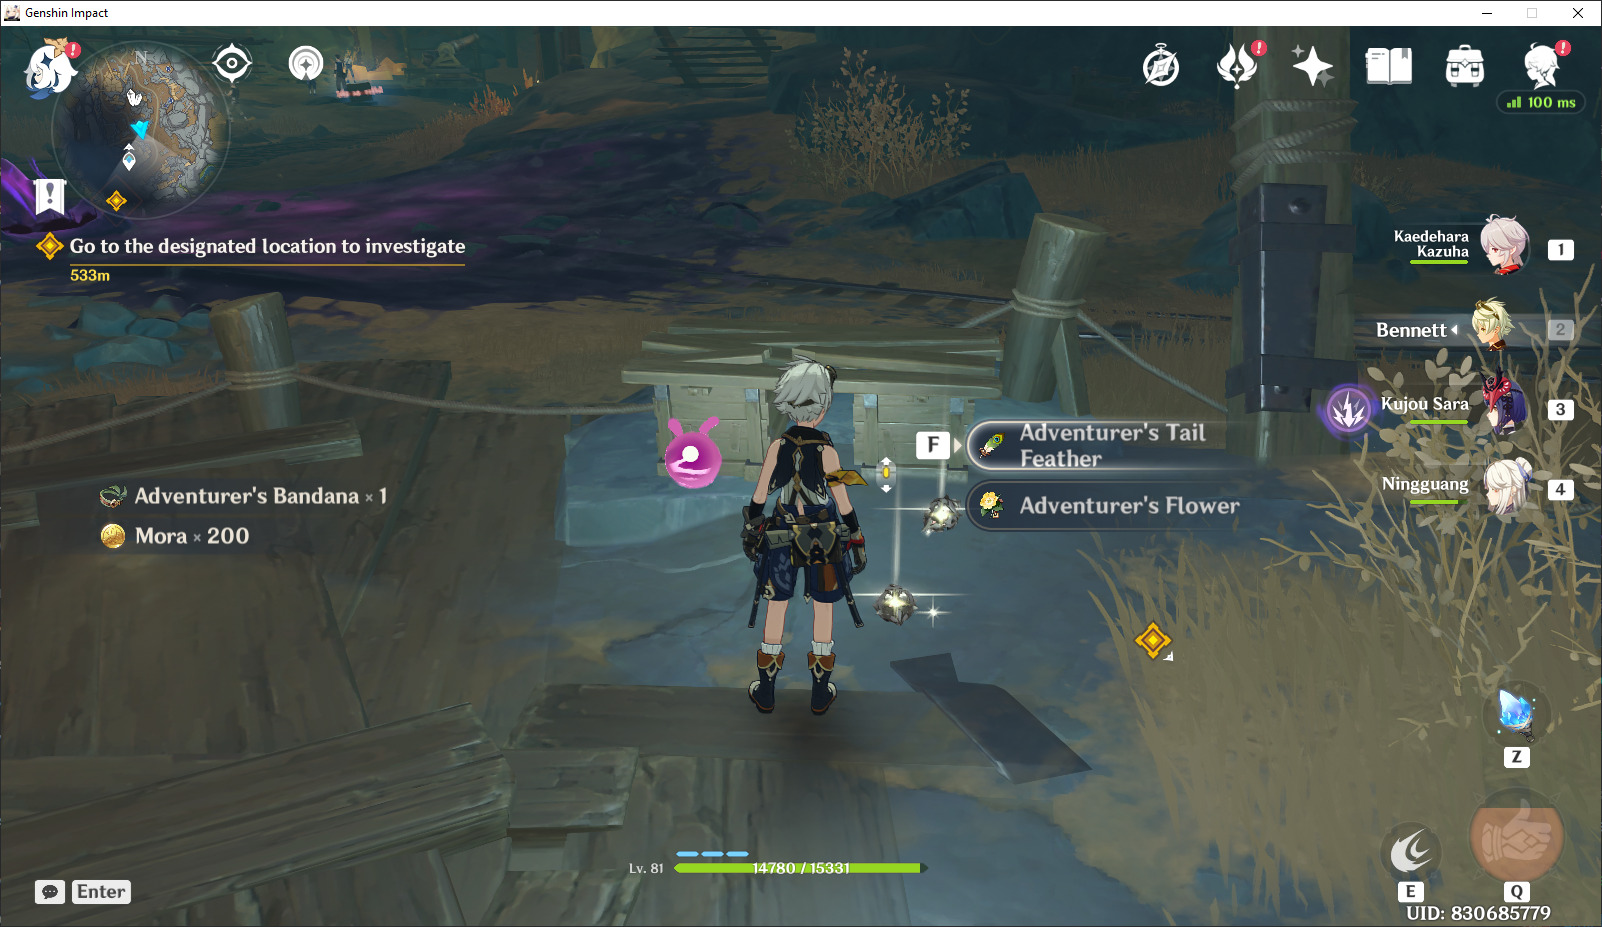 Genshin Impact
N
100 ms
Go to the designated location to investigate
533m
Kaedehara
Kazuha
1
Bennett
2
Kujou Sara
3
Ningguang
4
F
Adventurer's Tail
Feather
Adventurer's Flower
Adventurer's Bandana × 1
Mora × 200
Z
Lv. 81
14780 / 15331
Enter
E
Q
UID: 830685779